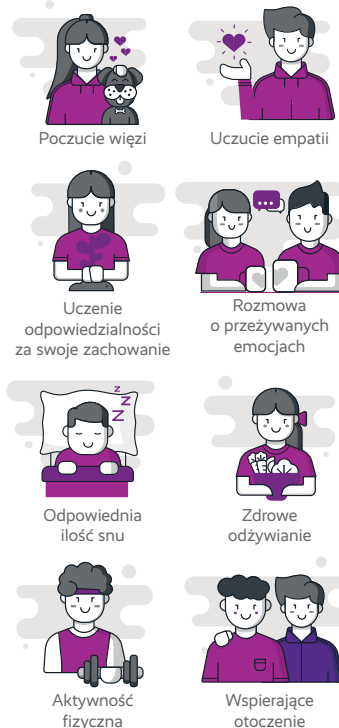 Poczucie więzi
Uczucie empatii
Uczenie
odpowiedzialności
za swoje zachowanie
Rozmowa
o przeżywanych
emocjach
z
z
Z
Odpowiednia
ilość snu
Zdrowe
odżywianie
Aktywność
fizyczna
Wspierające
otoczenie